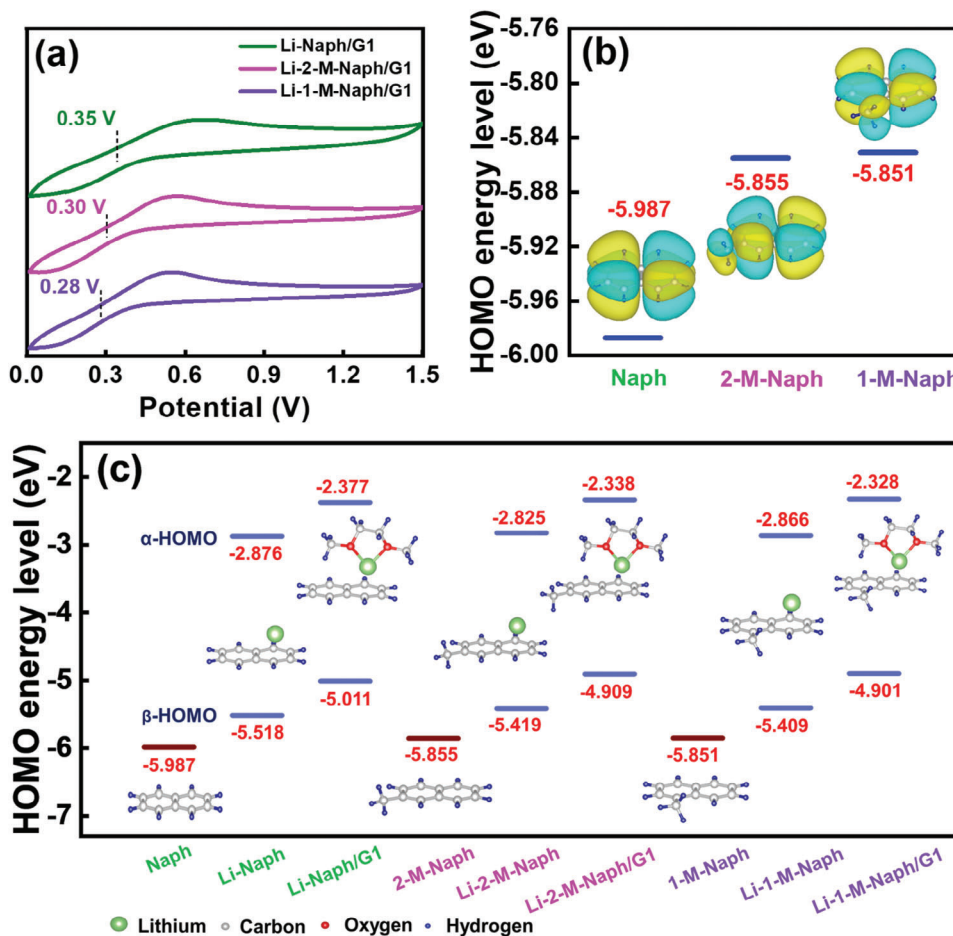 (a)
Li-Naph/G1
Li-2-M-Naph/G1
Li-1-M-Naph/G1
0.35 V
0.30 V
0.28 V
0.0 0.3 0.6 0.9 1.2 1.5
Potential (V)
(b)
HOMO energy level (eV)
-5.76
-5.80
-5.84
-5.88
-5.92
-5.96
-6.00
-5.987
-5.855
-5.851
Naph 2-M-Naph 1-M-Naph
(c)
HOMO energy level (eV)
-2
-3
-4
-5
-6
-7
α-HOMO
β-HOMO
-2.876
-2.377
-2.825
-2.338
-2.866
-2.328
-5.987
-5.518
-5.011
-5.855
-5.419
-4.909
-5.851
-5.409
-4.901
Naph
Li-Naph
Li-Naph/G1
2-M-Naph
Li-2-M-Naph
Li-2-M-Naph/G1
1-M-Naph
Li-1-M-Naph
Li-1-M-Naph/G1
Lithium Carbon Oxygen Hydrogen